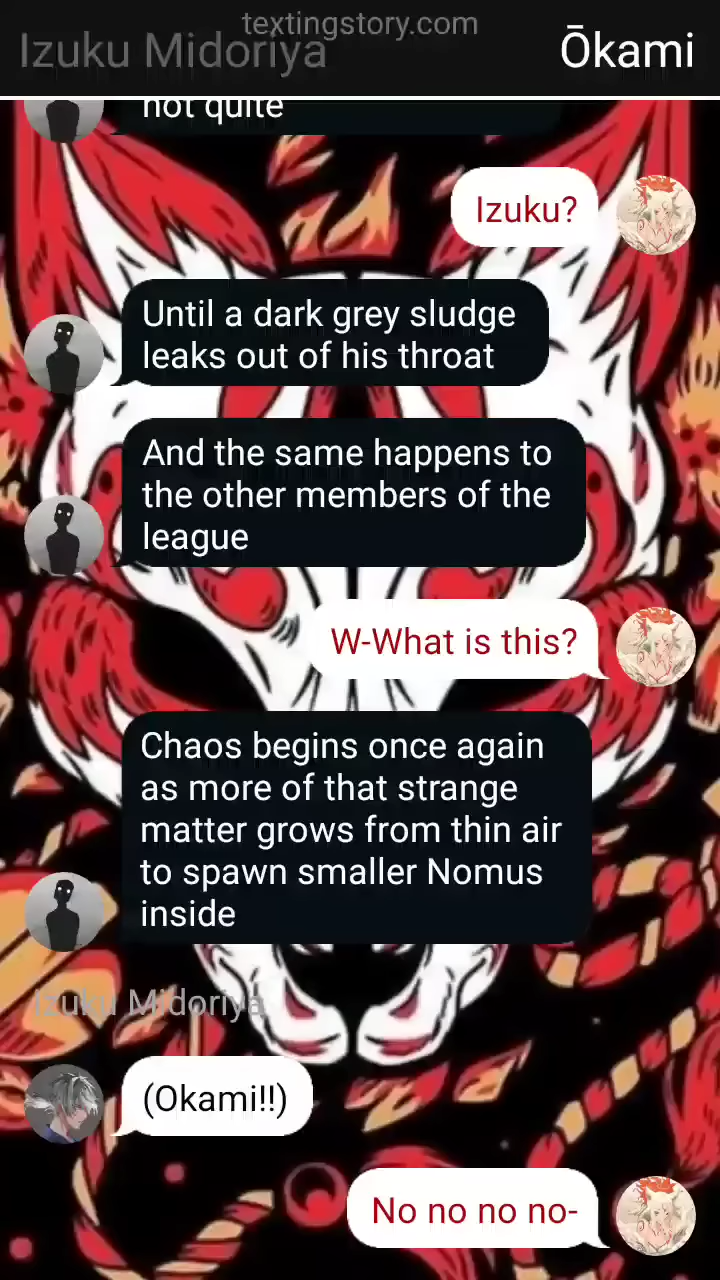 textingstory.com
Izuku Midoriya
Ōkami
not quite
Izuku?
Until a dark grey sludge
leaks out of his throat
And the same happens to
the other members of the
league
W-What is this?
Chaos begins once again
as more of that strange
matter grows from thin air
to spawn smaller Nomus
inside
Izuku Midoriya
(Okami!!)
No no no no-